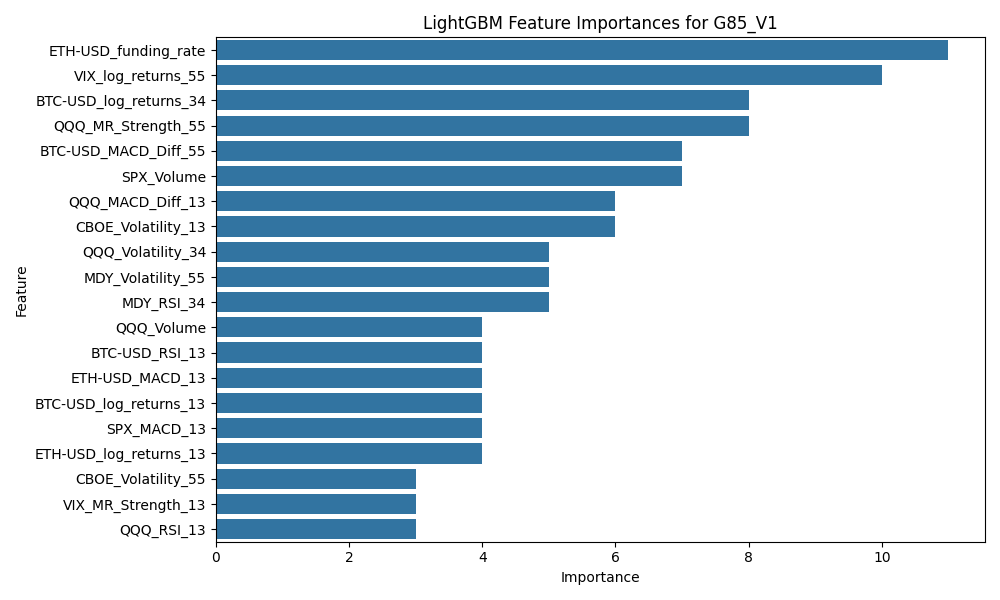 LightGBM Feature Importances for G85_V1
Feature
ETH-USD_funding_rate
VIX_log_returns_55
BTC-USD_log_returns_34
QQQ_MR_Strength_55
BTC-USD_MACD_Diff_55
SPX_Volume
QQQ_MACD_Diff_13
CBOE_Volatility_13
QQQ_Volatility_34
MDY_Volatility_55
MDY_RSI_34
QQQ_Volume
BTC-USD_RSI_13
ETH-USD_MACD_13
BTC-USD_log_returns_13
SPX_MACD_13
ETH-USD_log_returns_13
CBOE_Volatility_55
VIX_MR_Strength_13
QQQ_RSI_13
0 2 4 6 8 10
Importance